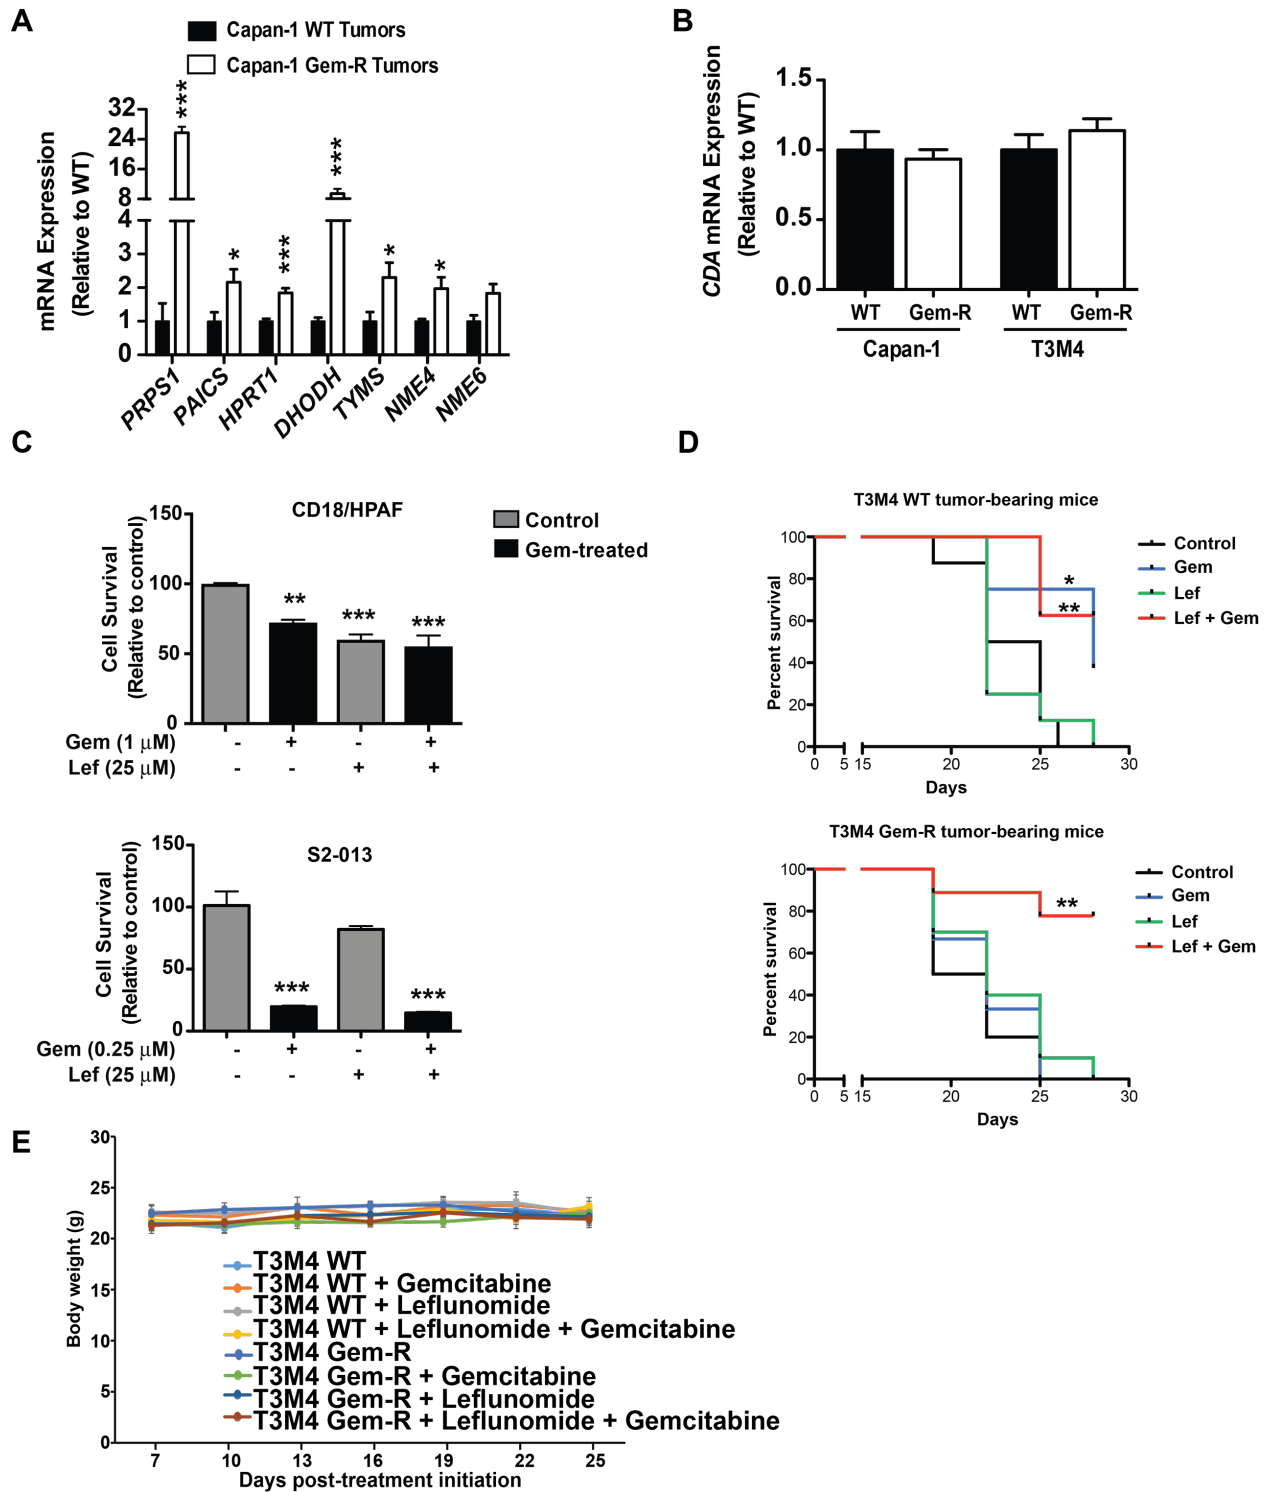 A
Capan-1 WT Tumors
Capan-1 Gem-R Tumors
mRNA Expression
(Relative to WT)
32
24
16
8
4
3
2
1
0
***
*
***
***
*
*
PRPS1
PAICS
HPRT1
DHODH
TYMS
NME4
NME6
B
CDA mRNA Expression
(Relative to WT)
1.5
1.0
0.5
0.0
WT Gem-R WT Gem-R
Capan-1 T3M4
C
CD18/HPAF
Control
Gem-treated
Cell Survival
(Relative to control)
150
100
50
0
** *** ***
Gem (1 µM) - + - +
Lef (25 µM) - - + +
S2-013
Cell Survival
(Relative to control)
150
100
50
0
*** ***
Gem (0.25 µM) - + - +
Lef (25 µM) - - + +
D
T3M4 WT tumor-bearing mice
Percent survival
100
80
60
40
20
0
0 5 15 20 25 30
Days
*
**
Control
Gem
Lef
Lef + Gem
T3M4 Gem-R tumor-bearing mice
Percent survival
100
80
60
40
20
0
0 5 15 20 25 30
Days
**
Control
Gem
Lef
Lef + Gem
E
Body weight (g)
30
25
20
15
10
5
0
T3M4 WT
T3M4 WT + Gemcitabine
T3M4 WT + Leflunomide
T3M4 WT + Leflunomide + Gemcitabine
T3M4 Gem-R
T3M4 Gem-R + Gemcitabine
T3M4 Gem-R + Leflunomide
T3M4 Gem-R + Leflunomide + Gemcitabine
7 10 13 16 19 22 25
Days post-treatment initiation